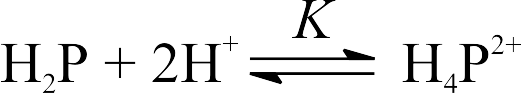 K
H₂P + 2H⁺ ⇌ H₄P²⁺